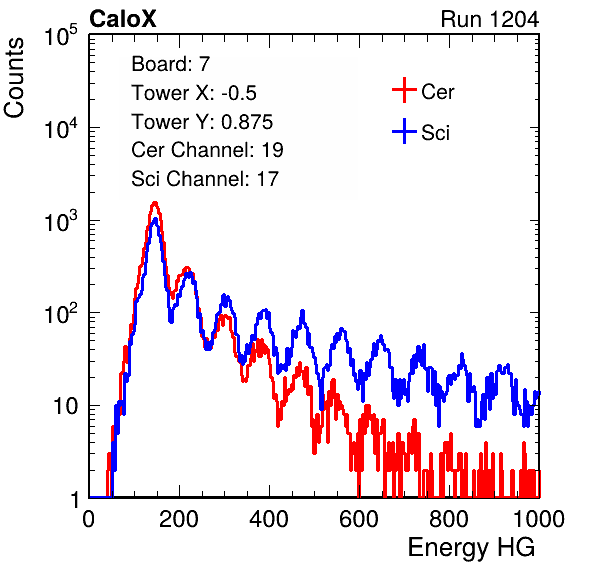 CaloX Run 1204
Counts
Board: 7
Tower X: -0.5
Tower Y: 0.875
Cer Channel: 19
Sci Channel: 17
Cer
Sci
10^5
10^4
10^3
10^2
10
1
0 200 400 600 800 1000
Energy HG